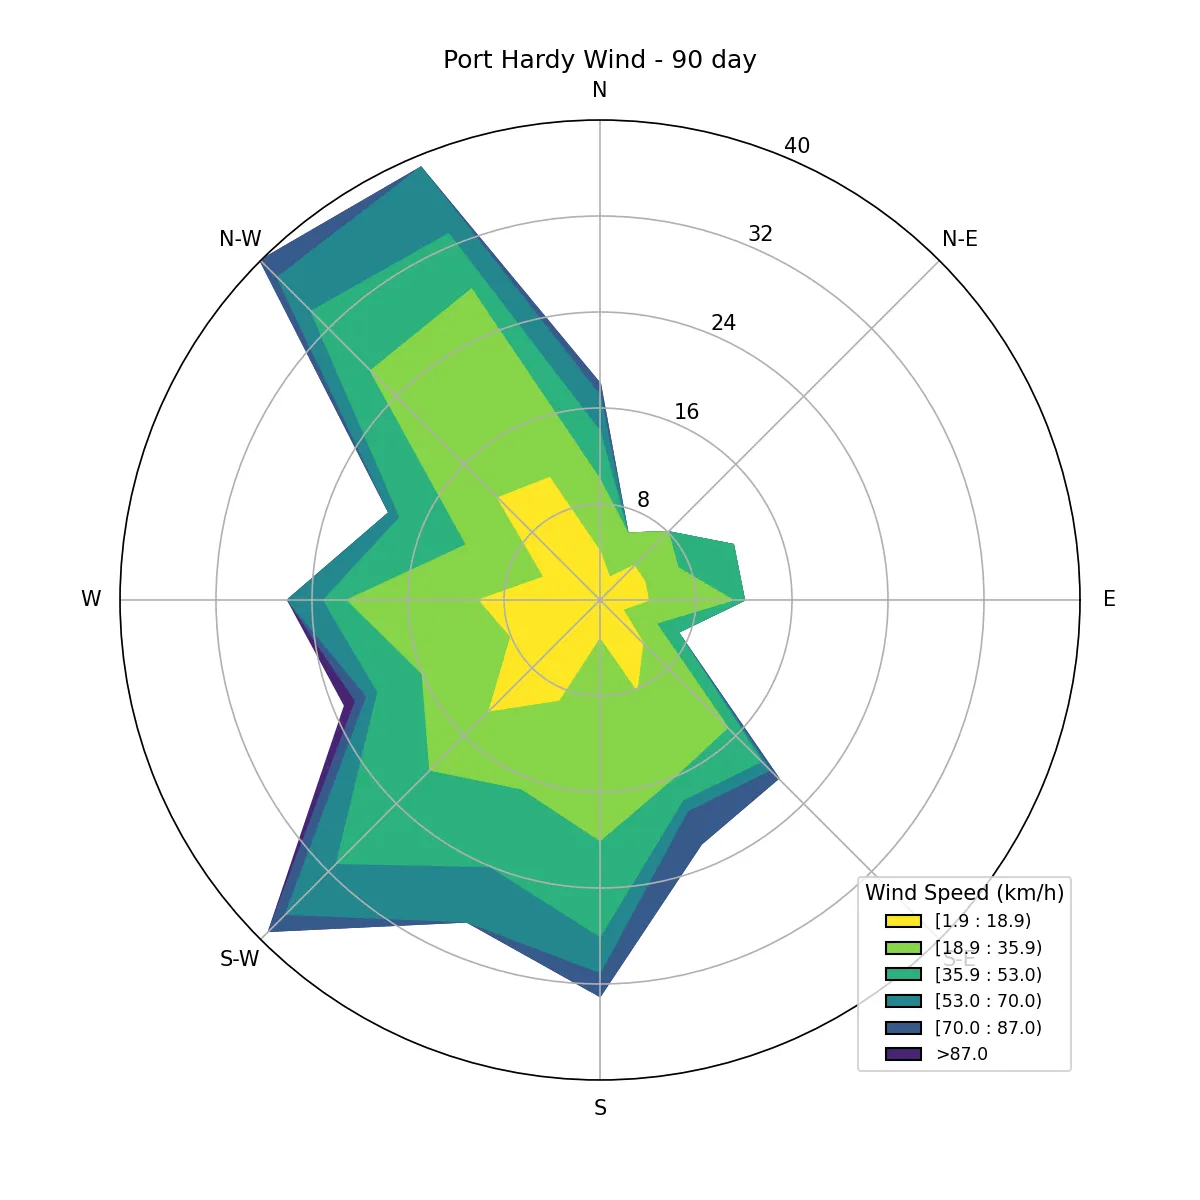 Port Hardy Wind - 90 day
N
40
N-W
32
N-E
24
16
8
W
E
S-W
S-E
S
Wind Speed (km/h)
[1.9 : 18.9)
[18.9 : 35.9)
[35.9 : 53.0)
[53.0 : 70.0)
[70.0 : 87.0)
>87.0